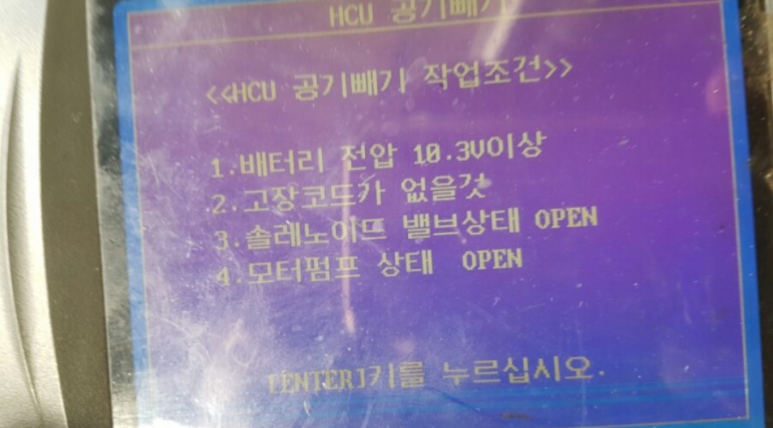 HCU 공기빼기
<<HCU 공기빼기 작업조건>>
1.배터리 전압 10.3V이상
2.고장코드가 없을것
3.솔레노이드 밸브상태 OPEN
4.모터펌프 상태 OPEN
[ENTER]키를 누르십시오.